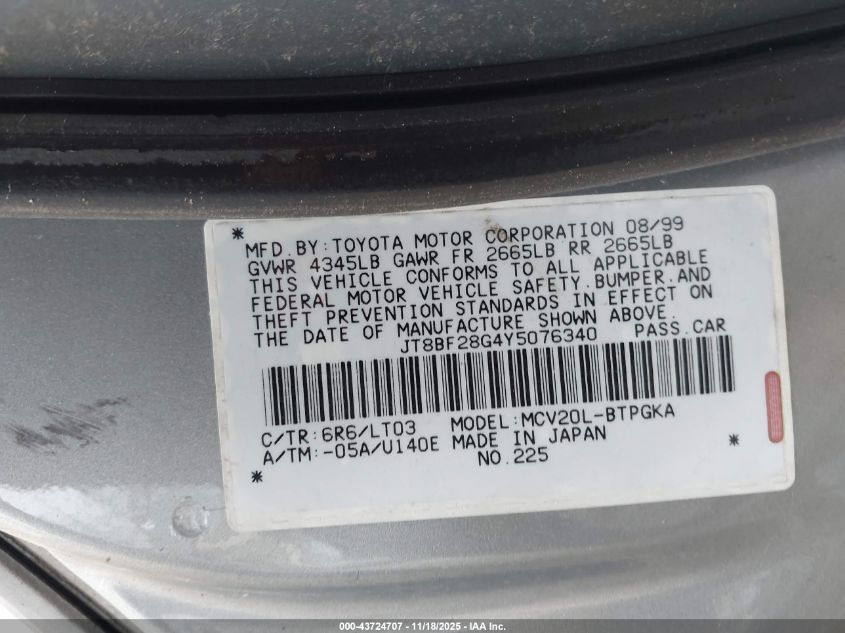 *
MFD. BY: TOYOTA MOTOR CORPORATION 08/99
GVWR 4345LB GAWR FR 2665LB RR 2665LB
THIS VEHICLE CONFORMS TO ALL APPLICABLE
FEDERAL MOTOR VEHICLE SAFETY. BUMPER. AND
THEFT PREVENTION STANDARDS IN EFFECT ON
THE DATE OF MANUFACTURE SHOWN ABOVE.
JT8BF28G4Y5076340 PASS. CAR
C/TR: 6R6/LT03 MODEL: MCV20L-BTPGKA
A/TM: -05A/U140E MADE IN JAPAN *
* NO. 225
000-43724707 - 11/18/2025 - IAA Inc.